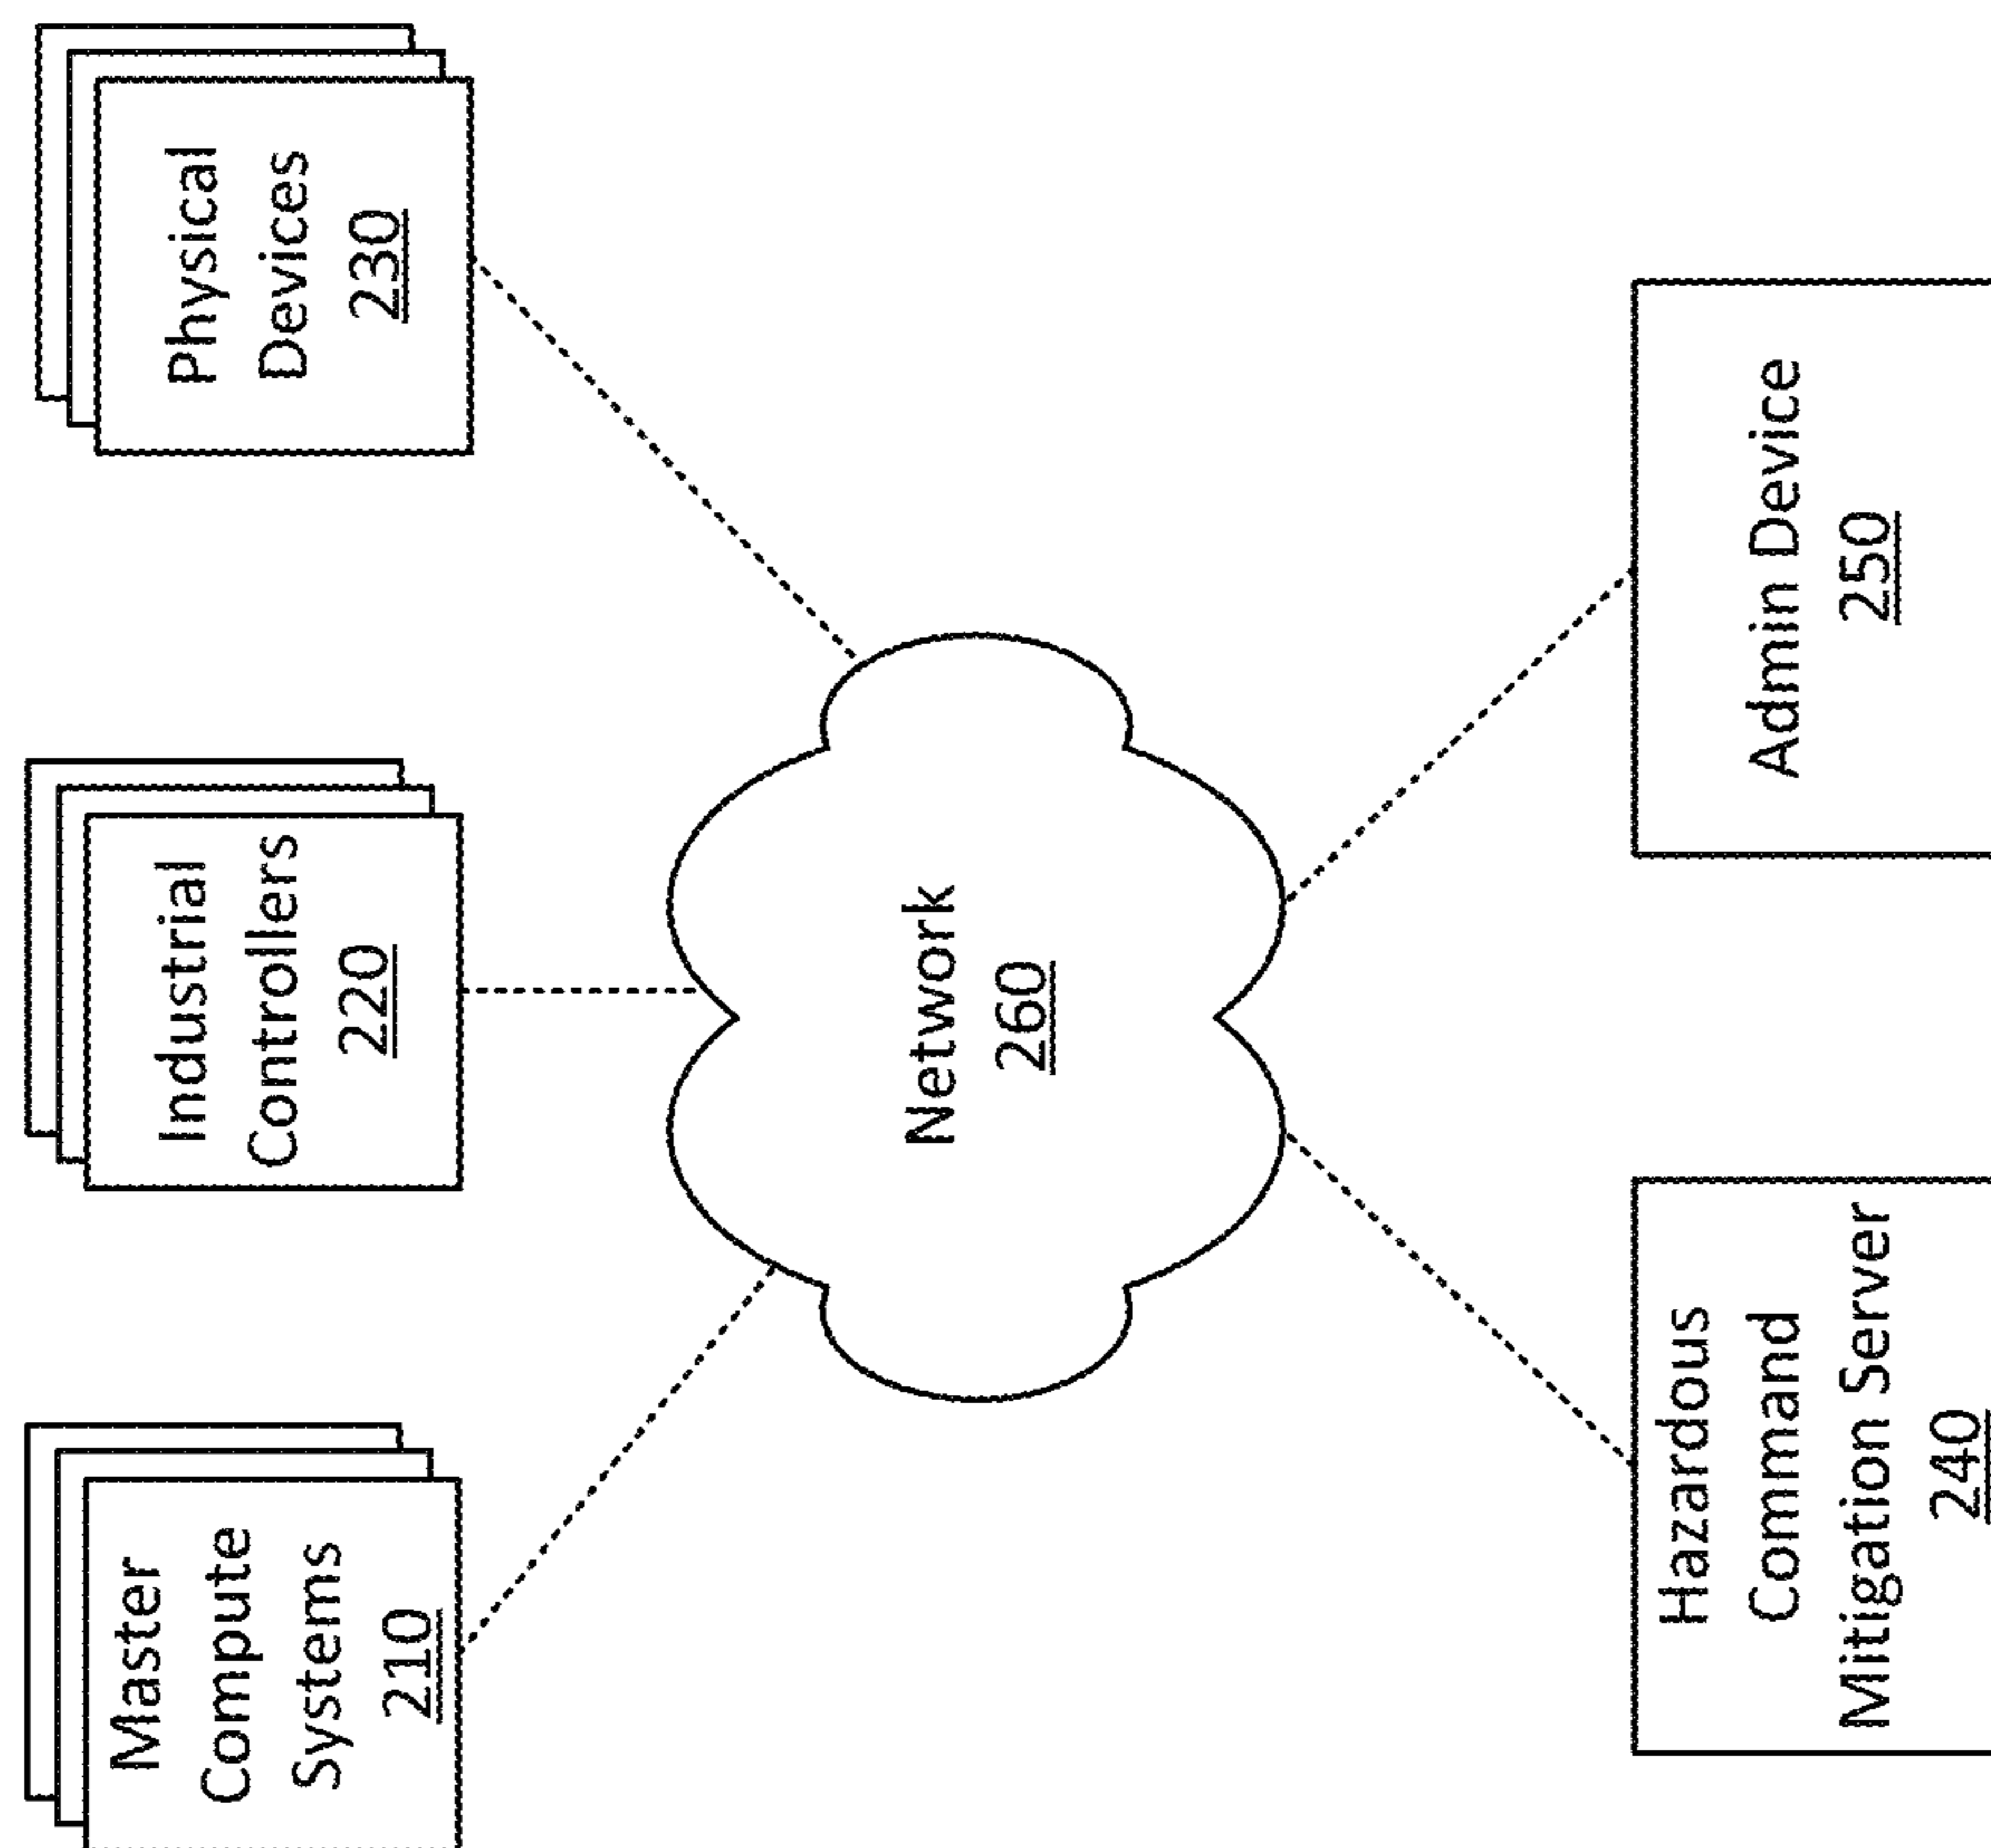 Master
Compute
Systems
210
Industrial
Controllers
220
Physical
Devices
230
Network
260
Hazardous
Command
Mitigation Server
240
Admin Device
250